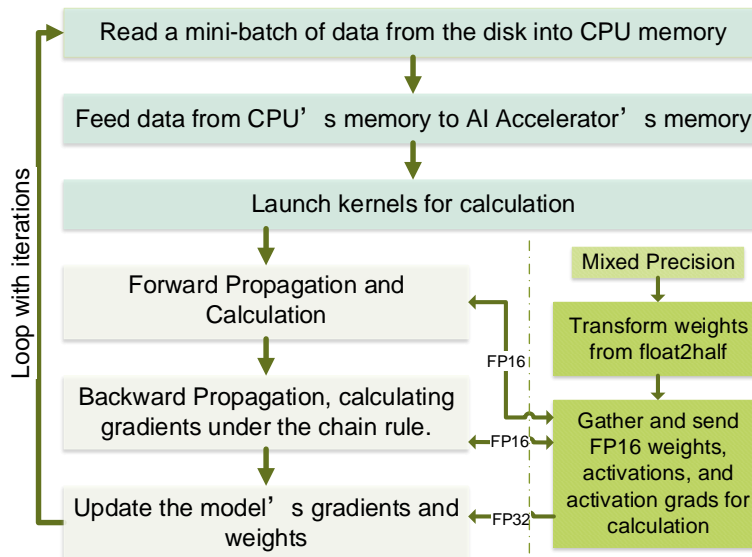 Read a mini-batch of data from the disk into CPU memory
Feed data from CPU's memory to AI Accelerator's memory
Launch kernels for calculation
Loop with iterations
Forward Propagation and
Calculation
Backward Propagation, calculating
gradients under the chain rule.
Update the model's gradients and
weights
FP16
FP16
FP32
Mixed Precision
Transform weights
from float2half
Gather and send
FP16 weights,
activations, and
activation grads for
calculation